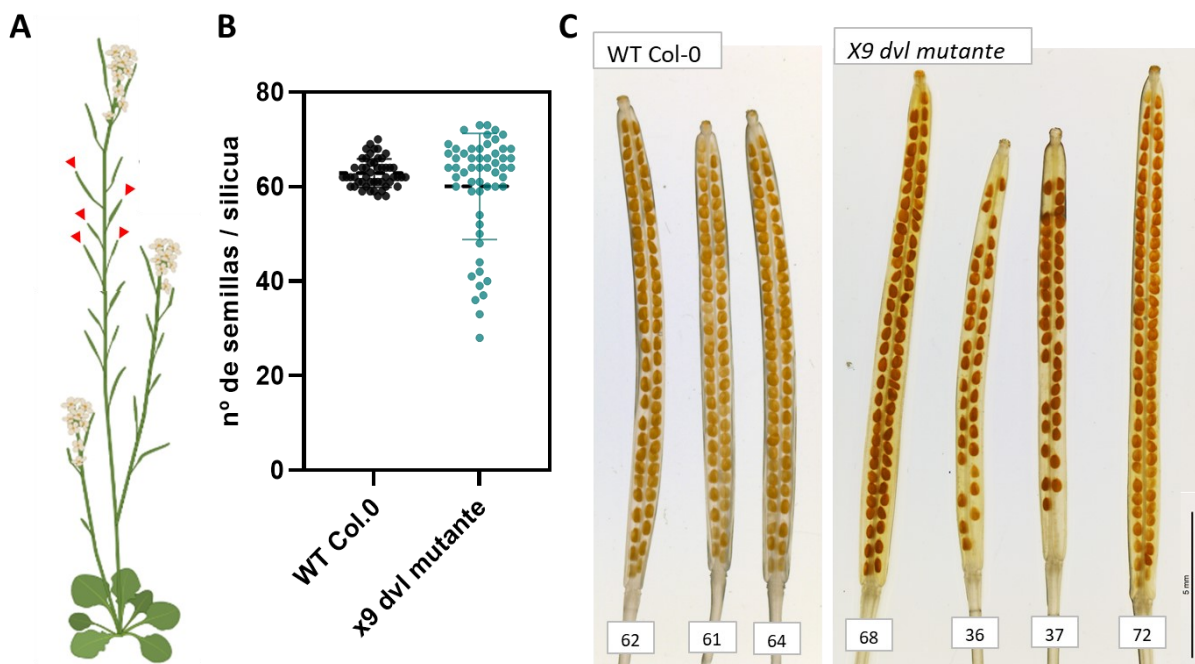 A
B
C
nº de semillas / silicua
80
60
40
20
0
WT Col.0
x9 dvl mutante
WT Col-0
X9 dvl mutante
62
61
64
68
36
37
72
5 mm